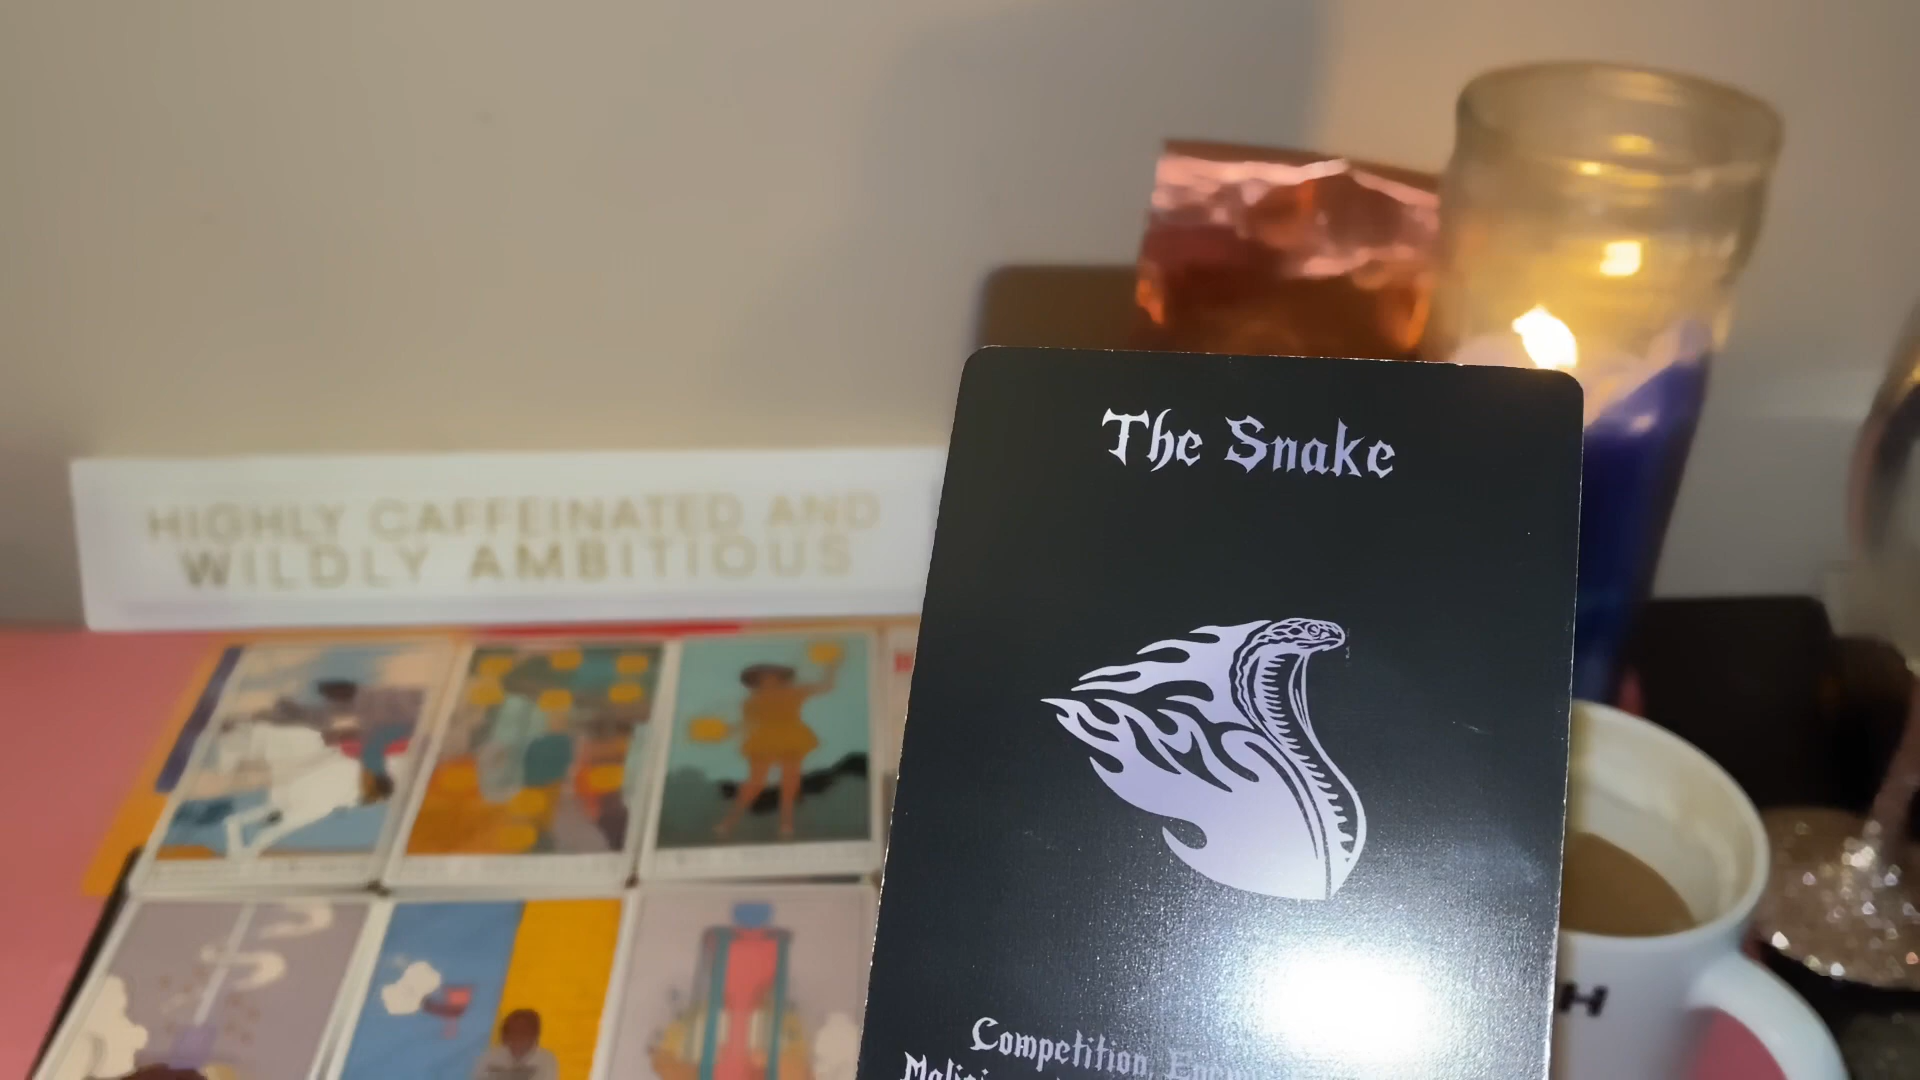 HIGHLY CAFFEINATED AND
WILDLY AMBITIOUS
The Snake
Competition,
H